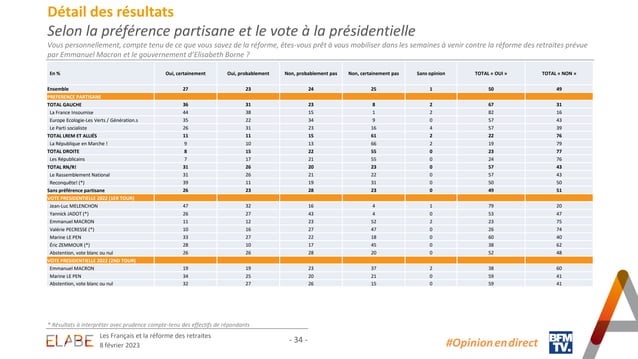 Détail des résultats
Selon la préférence partisane et le vote à la présidentielle
Vous personnellement, compte tenu de ce que vous savez de la réforme, êtes-vous prêt à vous mobiliser dans les semaines à venir contre la réforme des retraites prévue
par Emmanuel Macron et le gouvernement d'Elisabeth Borne ?
En % Oui, certainement Oui, probablement Non, probablement pas Non, certainement pas Sans opinion TOTAL « OUI » TOTAL « NON »
Ensemble 27 23 24 25 1 50 49
PREFERENCE PARTISANE
TOTAL GAUCHE 36 31 23 8 2 67 31
La France Insoumise 44 38 15 1 2 82 16
Europe Ecologie-Les Verts / Génération.s 35 22 34 9 0 57 43
Le Parti socialiste 26 31 23 16 4 57 39
TOTAL LREM ET ALLIÉS 11 11 15 61 2 22 76
La République en Marche ! 9 10 13 66 2 19 79
TOTAL DROITE 8 15 22 55 0 23 77
Les Républicains 7 17 21 55 0 24 76
TOTAL RN/R! 31 26 20 23 0 57 43
Le Rassemblement National 31 26 21 22 0 57 43
Reconquête! (*) 39 11 19 31 0 50 50
Sans préférence partisane 26 23 28 23 0 49 51
VOTE PRESIDENTIELLE 2022 (1ER TOUR)
Jean-Luc MELENCHON 47 32 16 4 1 79 20
Yannick JADOT (*) 26 27 43 4 0 53 47
Emmanuel MACRON 11 12 23 52 2 23 75
Valérie PECRESSE (*) 10 16 27 47 0 26 74
Marine LE PEN 33 27 22 18 0 60 40
Éric ZEMMOUR (*) 28 10 17 45 0 38 62
Abstention, vote blanc ou nul 26 26 28 20 0 52 48
VOTE PRESIDENTIELLE 2022 (2ND TOUR)
Emmanuel MACRON 19 19 23 37 2 38 60
Marine LE PEN 34 25 20 21 0 59 41
Abstention, vote blanc ou nul 32 27 26 15 0 59 41
* Résultats à interpréter avec prudence compte-tenu des effectifs de répondants
ELABE
Les Français et la réforme des retraites
8 février 2023
- 34 -
#Opinion en direct
BFM
TV.